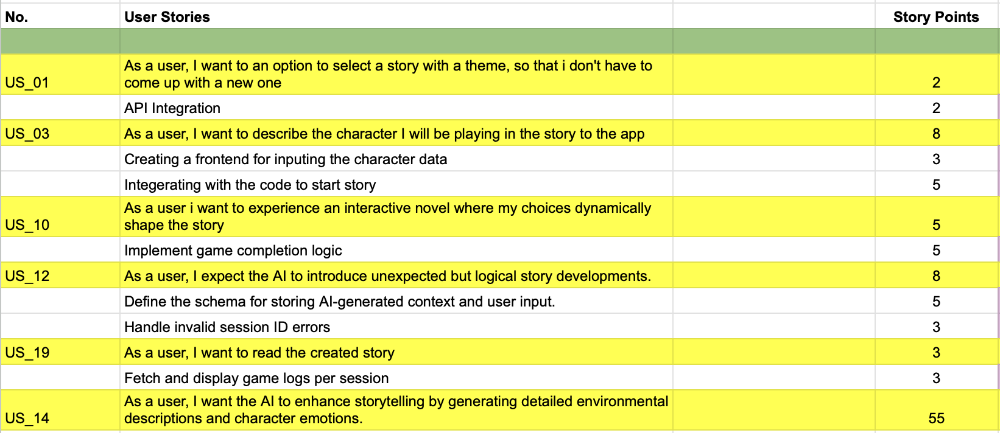 No. User Stories Story Points
As a user, I want to an option to select a story with a theme, so that i don't have to
US_01 come up with a new one 2
API Integration 2
US_03 As a user, I want to describe the character I will be playing in the story to the app 8
Creating a frontend for inputing the character data 3
Integerating with the code to start story 5
As a user i want to experience an interactive novel where my choices dynamically
US_10 shape the story 5
Implement game completion logic 5
US_12 As a user, I expect the AI to introduce unexpected but logical story developments. 8
Define the schema for storing AI-generated context and user input. 5
Handle invalid session ID errors 3
US_19 As a user, I want to read the created story 3
Fetch and display game logs per session 3
As a user, I want the AI to enhance storytelling by generating detailed environmental
US_14 descriptions and character emotions. 55